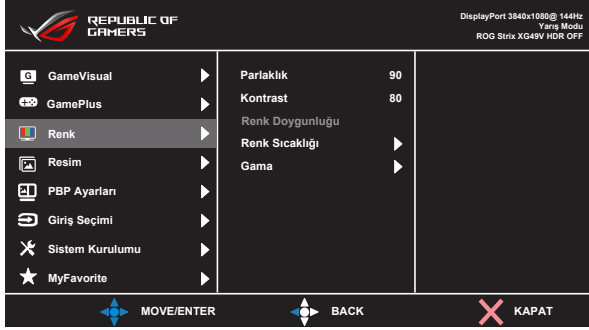 REPUBLIC OF
GAMERS
DisplayPort 3840x1080@ 144Hz
Yarış Modu
ROG Strix XG49V HDR OFF
G GameVisual
GamePlus
Renk
Resim
PBP Ayarları
Giriş Seçimi
Sistem Kurulumu
MyFavorite
Parlaklık 90
Kontrast 80
Renk Doygunluğu
Renk Sıcaklığı
Gama
MOVE/ENTER
BACK
KAPAT